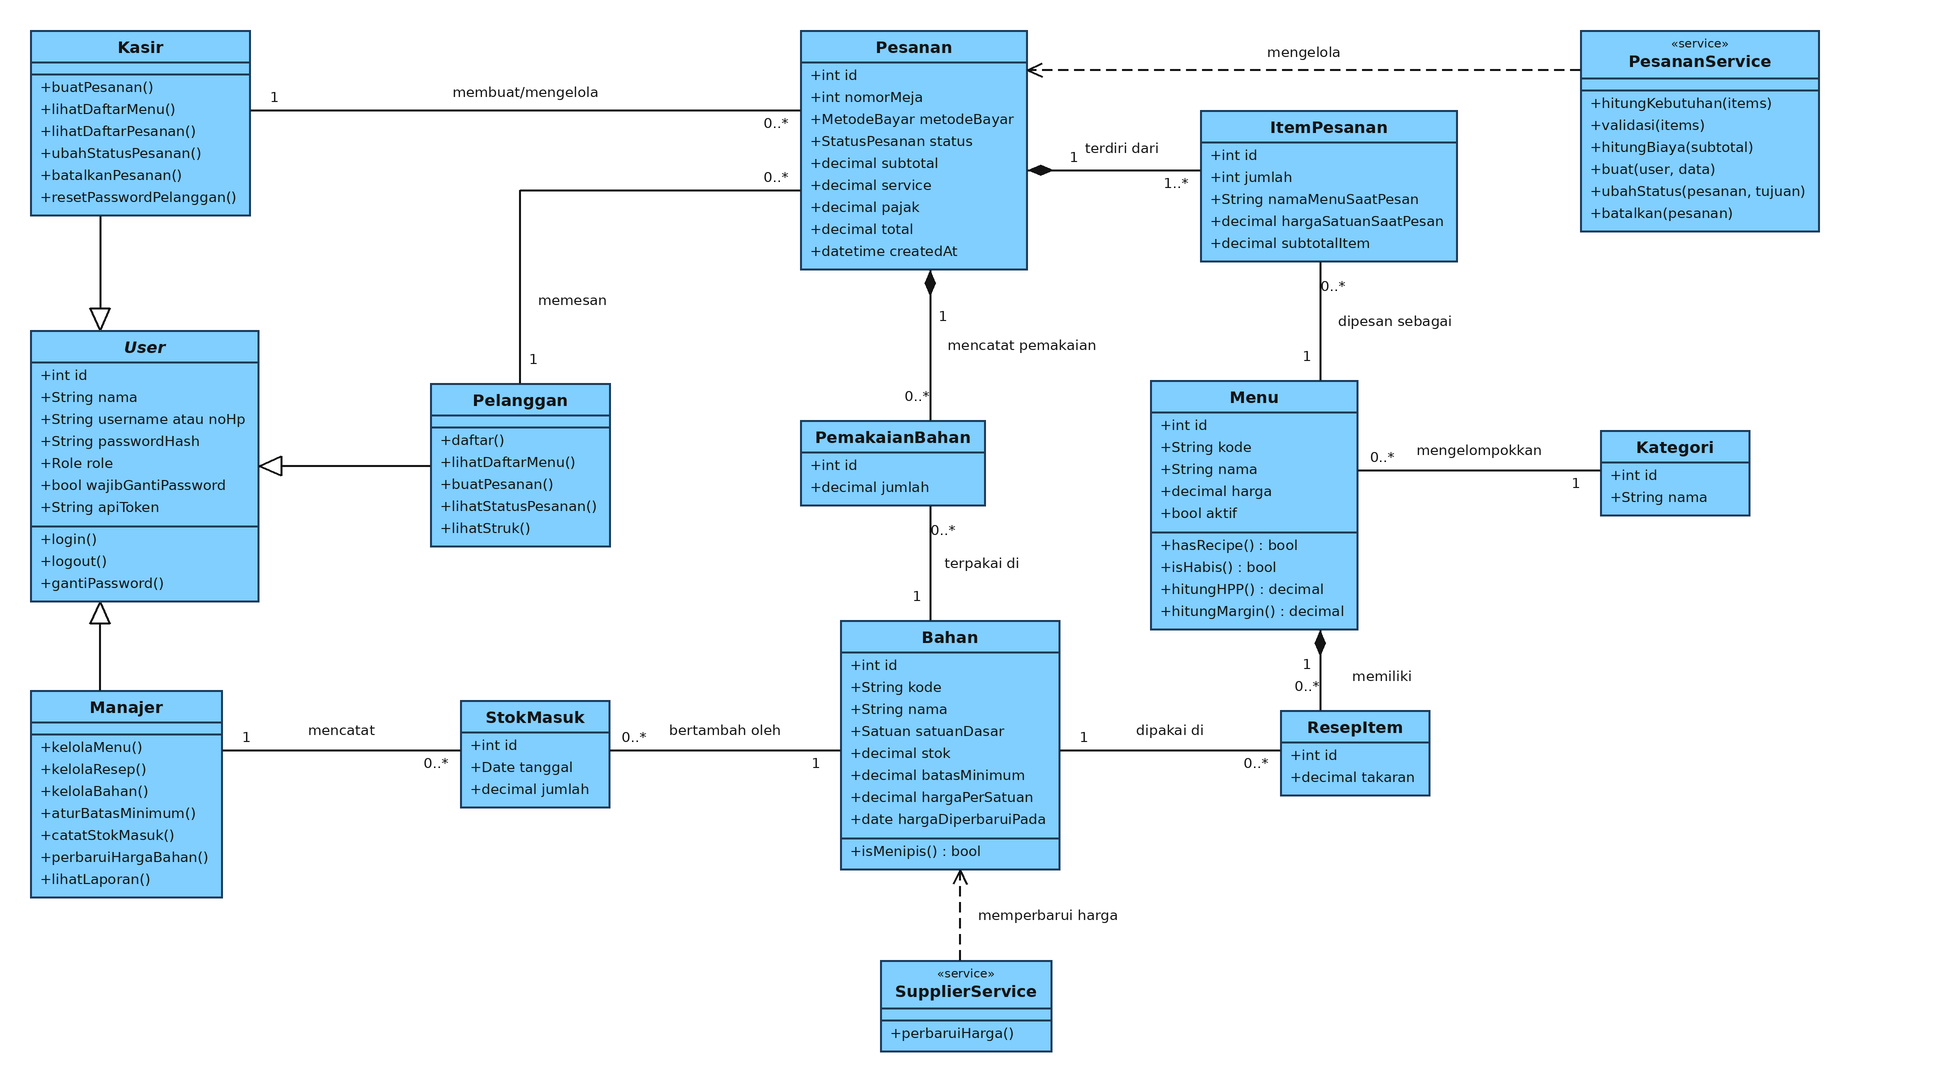 Kasir
+buatPesanan()
+lihatDaftarMenu()
+lihatDaftarPesanan()
+ubahStatusPesanan()
+batalkanPesanan()
+resetPasswordPelanggan()
1
membuat/mengelola
0..*
Pesanan
+int id
+int nomorMeja
+MetodeBayar metodeBayar
+StatusPesanan status
+decimal subtotal
+decimal service
+decimal pajak
+decimal total
+datetime createdAt
mengelola
«service»
PesananService
+hitungKebutuhan(items)
+validasi(items)
+hitungBiaya(subtotal)
+buat(user, data)
+ubahStatus(pesanan, tujuan)
+batalkan(pesanan)
1
terdiri dari
1..*
ItemPesanan
+int id
+int jumlah
+String namaMenuSaatPesan
+decimal hargaSatuanSaatPesan
+decimal subtotalItem
0..*
memesan
1
1
mencatat pemakaian
0..*
0..*
dipesan sebagai
1
User
+int id
+String nama
+String username atau noHp
+String passwordHash
+Role role
+bool wajibGantiPassword
+String apiToken
+login()
+logout()
+gantiPassword()
Pelanggan
+daftar()
+lihatDaftarMenu()
+buatPesanan()
+lihatStatusPesanan()
+lihatStruk()
PemakaianBahan
+int id
+decimal jumlah
0..*
terpakai di
1
Menu
+int id
+String kode
+String nama
+decimal harga
+bool aktif
+hasRecipe() : bool
+isHabis() : bool
+hitungHPP() : decimal
+hitungMargin() : decimal
0..*
mengelompokkan
1
Kategori
+int id
+String nama
1
memiliki
0..*
Manajer
+kelolaMenu()
+kelolaResep()
+kelolaBahan()
+aturBatasMinimum()
+catatStokMasuk()
+perbaruiHargaBahan()
+lihatLaporan()
1
mencatat
0..*
StokMasuk
+int id
+Date tanggal
+decimal jumlah
0..*
bertambah oleh
1
Bahan
+int id
+String kode
+String nama
+Satuan satuanDasar
+decimal stok
+decimal batasMinimum
+decimal hargaPerSatuan
+date hargaDiperbaruiPada
+isMenipis() : bool
1
dipakai di
0..*
ResepItem
+int id
+decimal takaran
memperbarui harga
«service»
SupplierService
+perbaruiHarga()